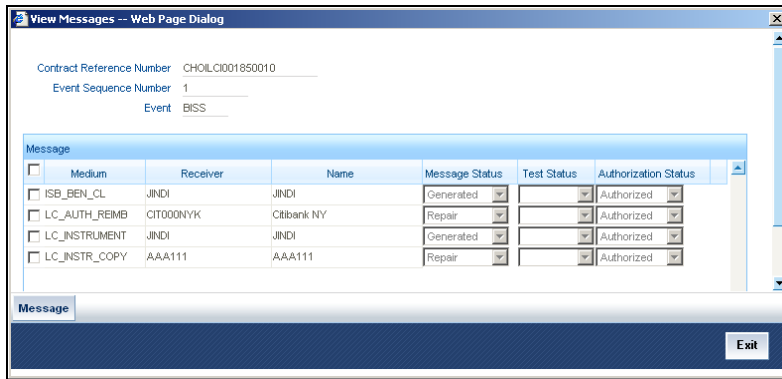 View Messages -- Web Page Dialog
Contract Reference Number CHOILCI001850010
Event Sequence Number 1
Event BISS
Message
Medium Receiver Name Message Status Test Status Authorization Status
ISB_BEN_CL JINDI JINDI Generated Authorized
LC_AUTH_REIMB CIT000NYK Citibank NY Repair Authorized
LC_INSTRUMENT JINDI JINDI Generated Authorized
LC_INSTR_COPY AAA111 AAA111 Repair Authorized
Message
Exit